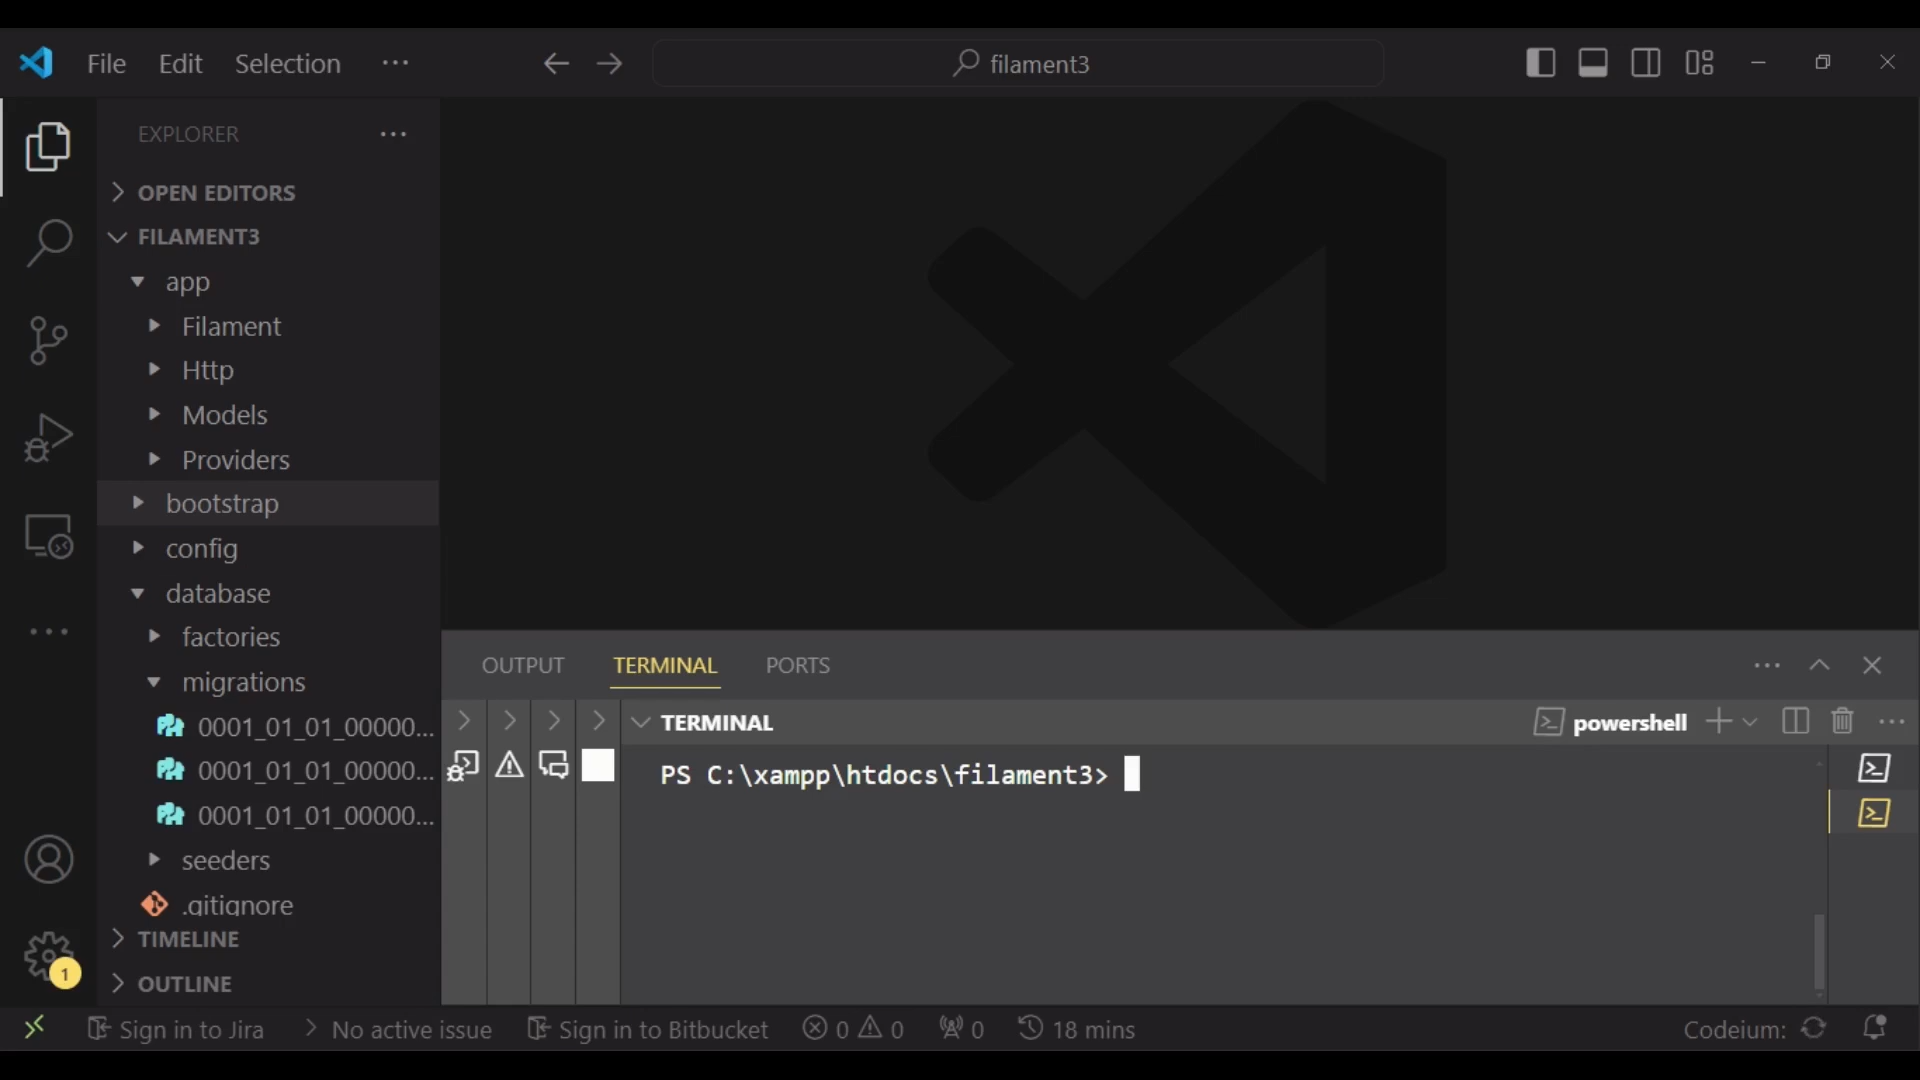 File Edit Selection ···
filament3
EXPLORER ···
OPEN EDITORS
FILAMENT3
app
Filament
Http
Models
Providers
bootstrap
config
database
factories
migrations
0001_01_01_00000...
0001_01_01_00000...
0001_01_01_00000...
seeders
.gitignore
TIMELINE
OUTLINE
1
OUTPUT TERMINAL PORTS
TERMINAL
powershell
PS C:\xampp\htdocs\filament3>
Sign in to Jira No active issue Sign in to Bitbucket 0 0 0 18 mins Codeium: